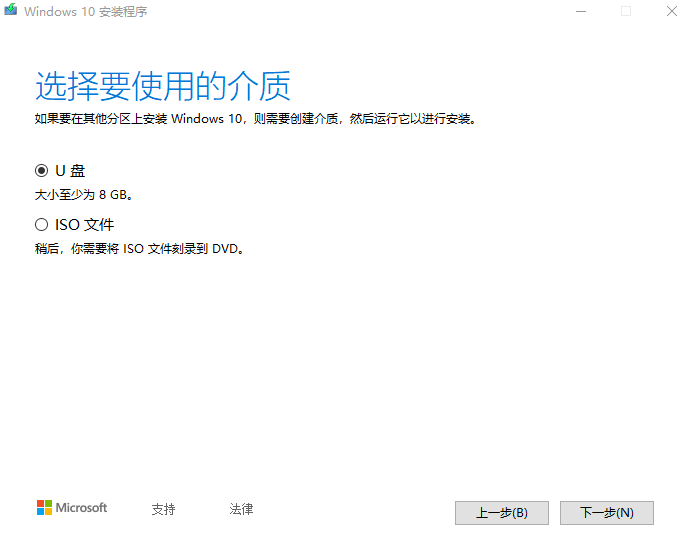 Windows 10 安装程序
选择要使用的介质
如果要在其他分区上安装 Windows 10，则需要创建介质，然后运行它以进行安装。
U 盘
大小至少为 8 GB。
ISO 文件
稍后，你需要将 ISO 文件刻录到 DVD。
Microsoft 支持 法律 上一步(B) 下一步(N)